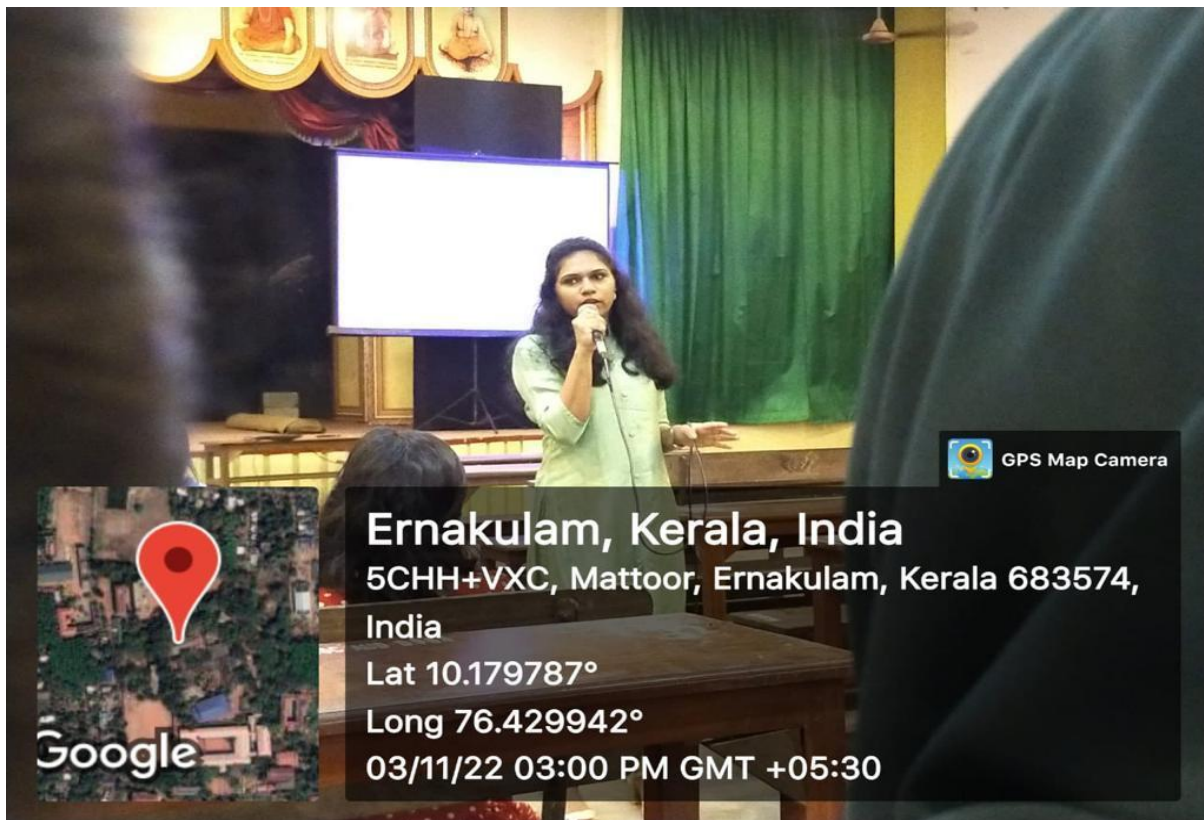 GPS Map Camera
Ernakulam, Kerala, India
5CHH+VXC, Mattoor, Ernakulam, Kerala 683574,
India
Lat 10.179787°
Long 76.429942°
03/11/22 03:00 PM GMT +05:30
Google